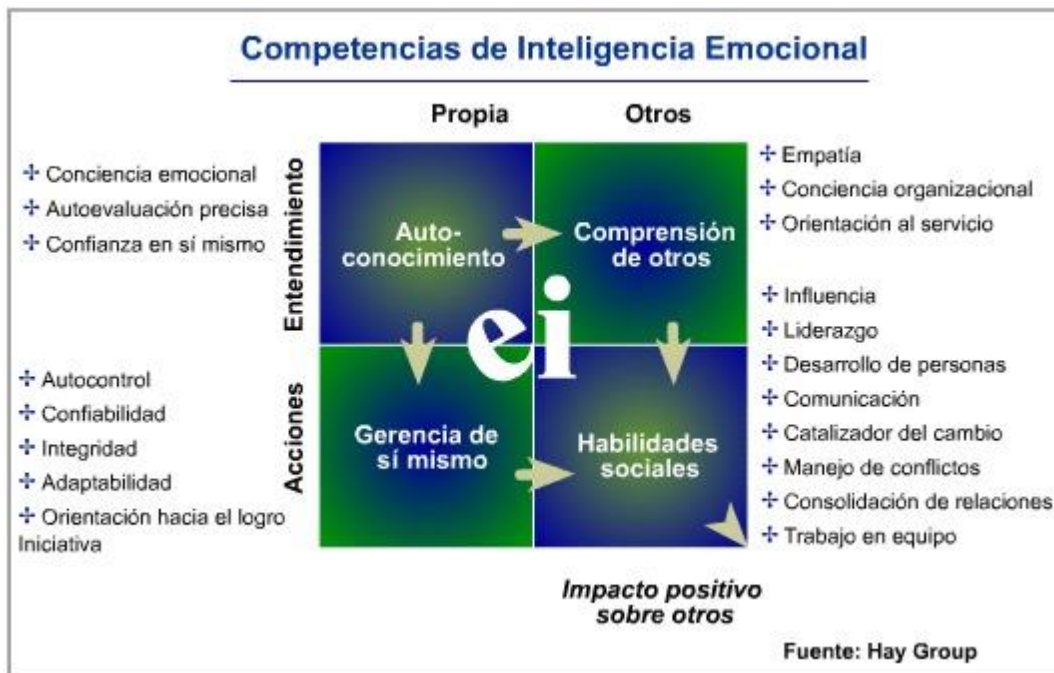 Competencias de Inteligencia Emocional
Propia
Otros
Entendimiento
Acciones
✢ Conciencia emocional
✢ Autoevaluación precisa
✢ Confianza en sí mismo
Auto-
conocimiento
Comprensión
de otros
✢ Empatía
✢ Conciencia organizacional
✢ Orientación al servicio
ei
✢ Autocontrol
✢ Confiabilidad
✢ Integridad
✢ Adaptabilidad
✢ Orientación hacia el logro
Iniciativa
Gerencia de
sí mismo
Habilidades
sociales
✢ Influencia
✢ Liderazgo
✢ Desarrollo de personas
✢ Comunicación
✢ Catalizador del cambio
✢ Manejo de conflictos
✢ Consolidación de relaciones
✢ Trabajo en equipo
Impacto positivo
sobre otros
Fuente: Hay Group